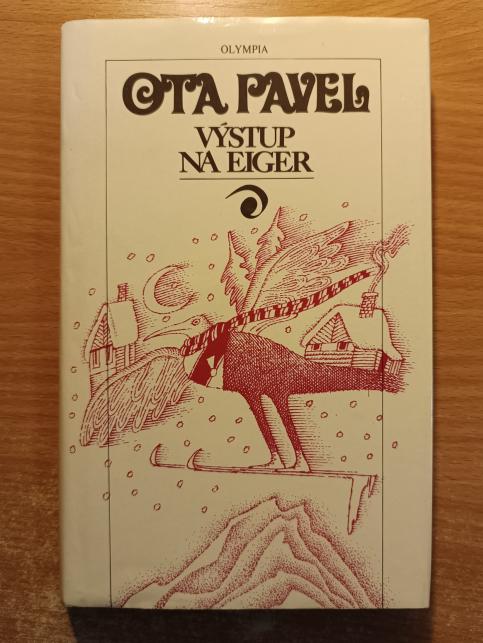 OLYMPIA
OTA PAVEL
VÝSTUP
NA EIGER